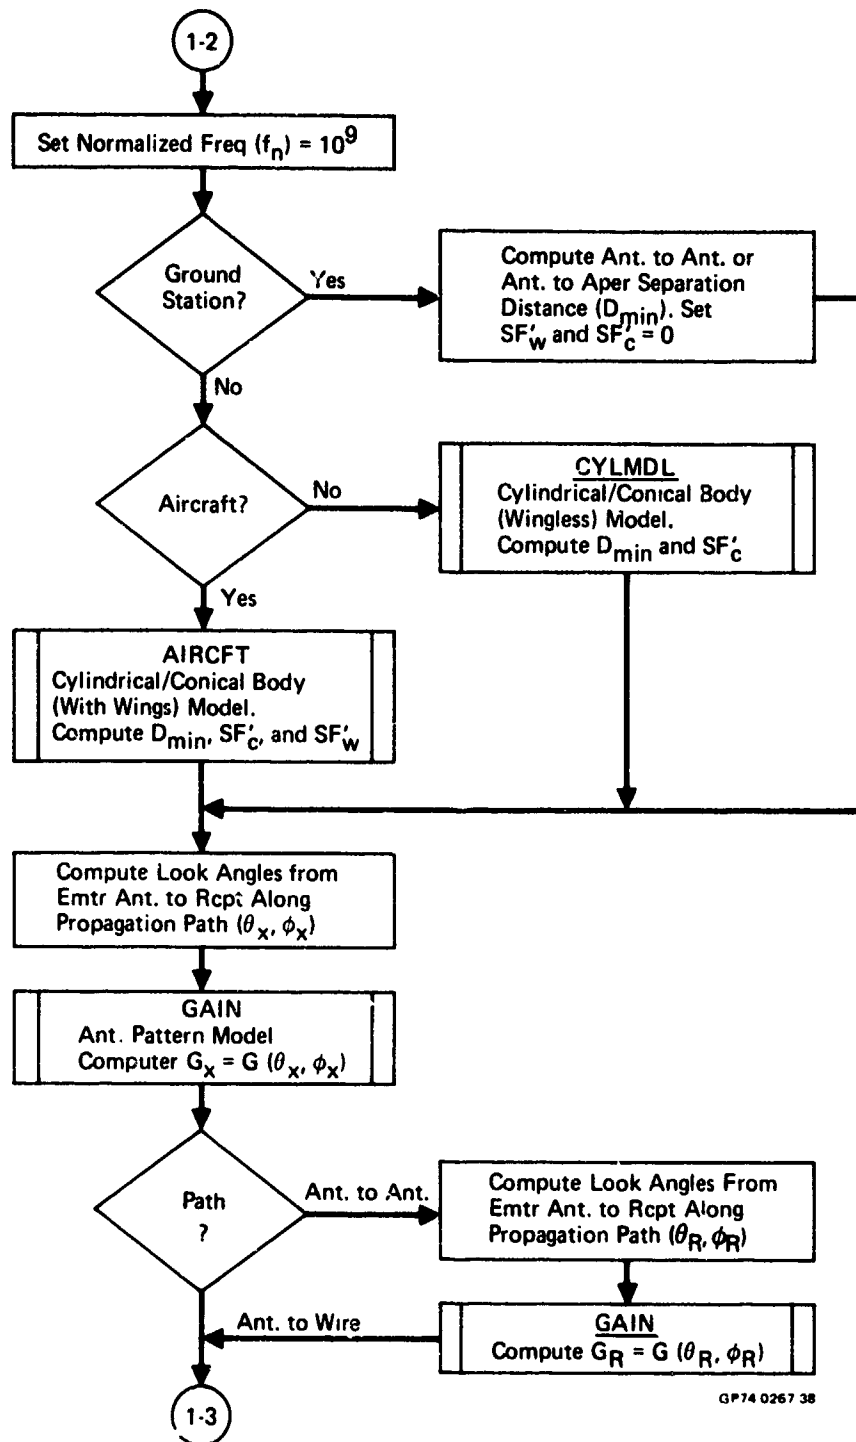 1-2
Set Normalized Freq (fn) = 10^9
Ground
Station?
Yes
Compute Ant. to Ant. or
Ant. to Aper Separation
Distance (Dmin). Set
SF'w and SF'c = 0
No
Aircraft?
No
CYLMDL
Cylindrical/Conical Body
(Wingless) Model.
Compute Dmin and SF'c
Yes
AIRCFT
Cylindrical/Conical Body
(With Wings) Model.
Compute Dmin, SF'c, and SF'w
Compute Look Angles from
Emtr Ant. to Rcpt Along
Propagation Path (θx, ϕx)
GAIN
Ant. Pattern Model
Computer Gx = G (θx, ϕx)
Path
?
Ant. to Ant.
Compute Look Angles From
Emtr Ant. to Rcpt Along
Propagation Path (θR, ϕR)
Ant. to Wire
GAIN
Compute GR = G (θR, ϕR)
1-3
GP74 0267 38